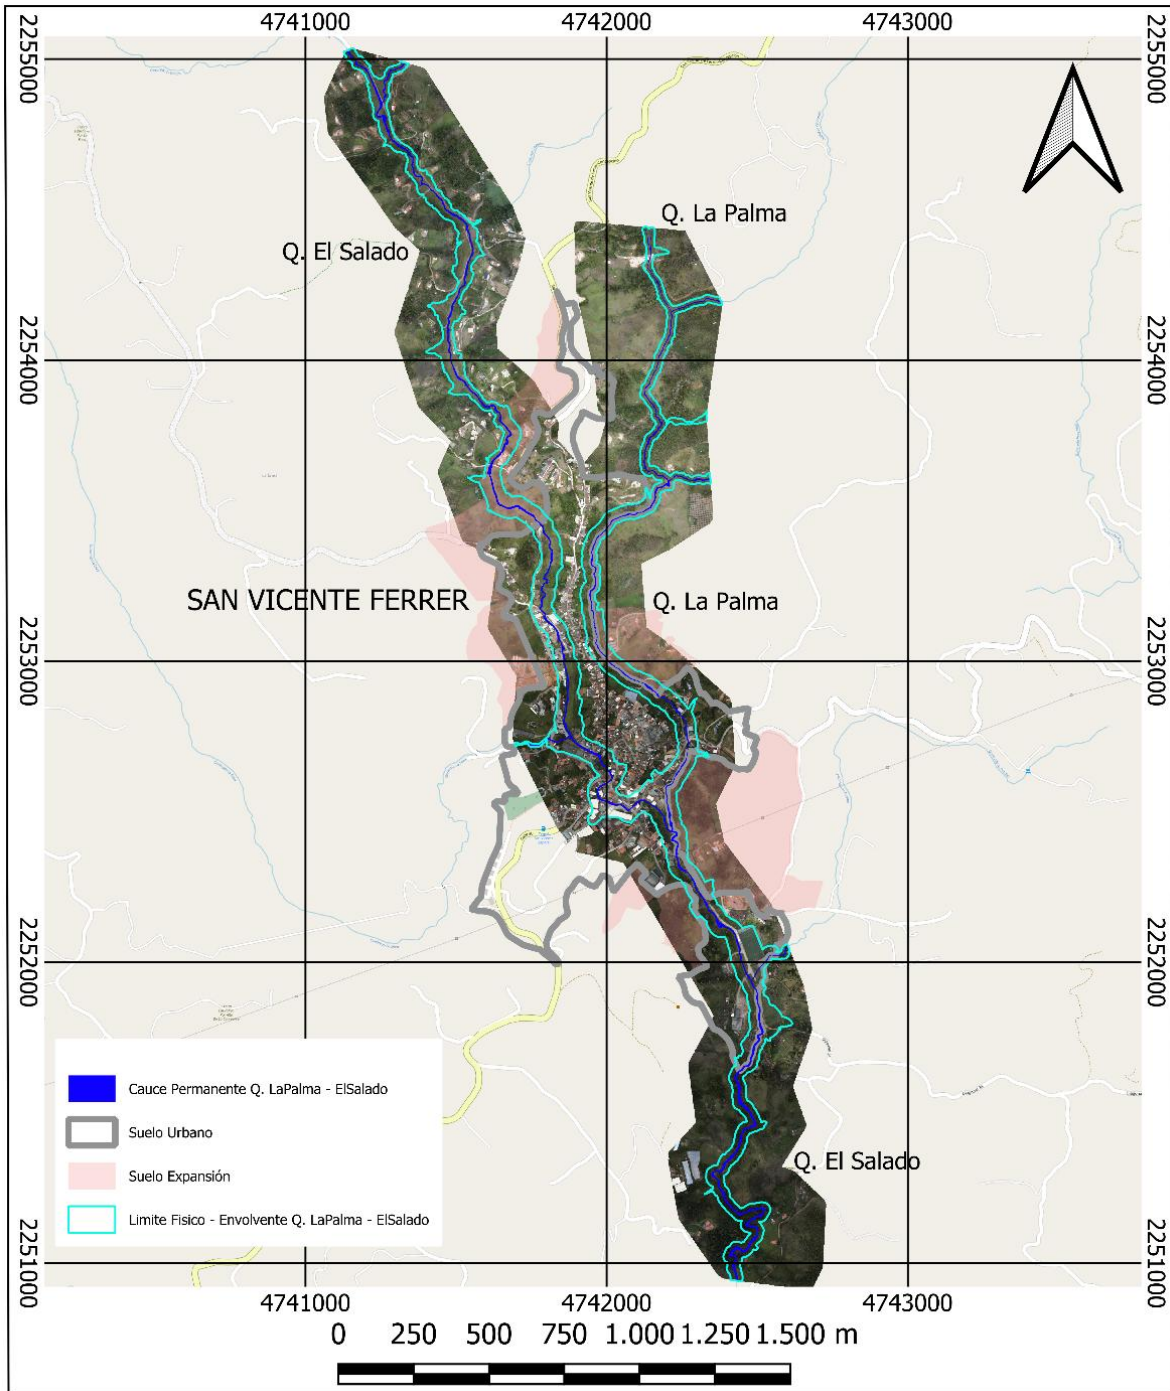 4741000 4742000 4743000
2255000 2255000
Q. La Palma
Q. El Salado
2254000 2254000
SAN VICENTE FERRER
Q. La Palma
2253000 2253000
2252000 2252000
Cauce Permanente Q. LaPalma - ElSalado
Suelo Urbano
Suelo Expansión
Limite Fisico - Envolvente Q. LaPalma - ElSalado
Q. El Salado
2251000 2251000
4741000 4742000 4743000
0 250 500 750 1.000 1.250 1.500 m